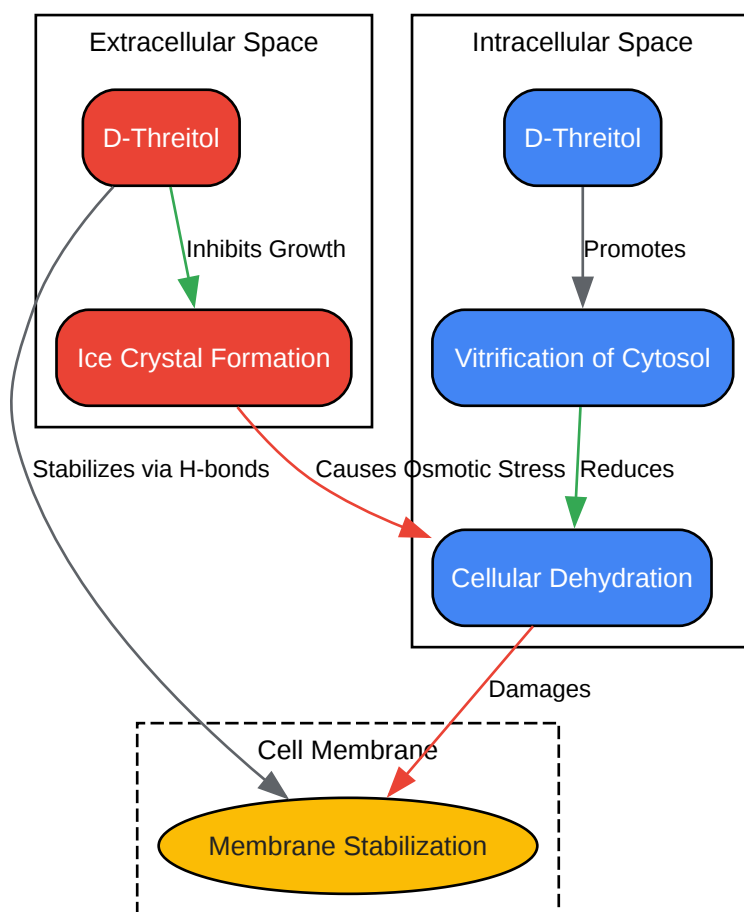 Extracellular Space
Intracellular Space
D-Threitol
D-Threitol
Inhibits Growth
Promotes
Ice Crystal Formation
Vitrification of Cytosol
Stabilizes via H-bonds
Causes Osmotic Stress
Reduces
Cellular Dehydration
Damages
Cell Membrane
Membrane Stabilization